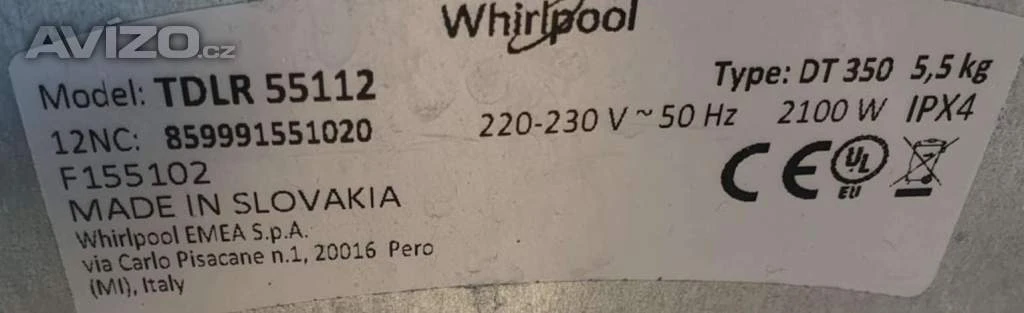 AVÍZO.cz
Whirlpool
Model: TDLR 55112
Type: DT 350 5,5 kg
12NC: 859991551020
220-230 V ~ 50 Hz 2100 W IPX4
F155102
MADE IN SLOVAKIA
CE UL EU
Whirlpool EMEA S.p.A.
via Carlo Pisacane n.1, 20016 Pero
(MI), Italy